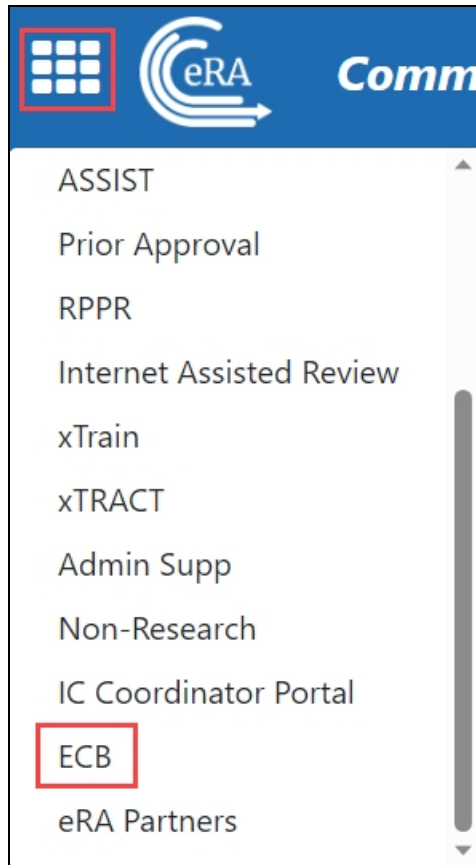 eRA
Comm
ASSIST
Prior Approval
RPPR
Internet Assisted Review
xTrain
xTRACT
Admin Supp
Non-Research
IC Coordinator Portal
ECB
eRA Partners